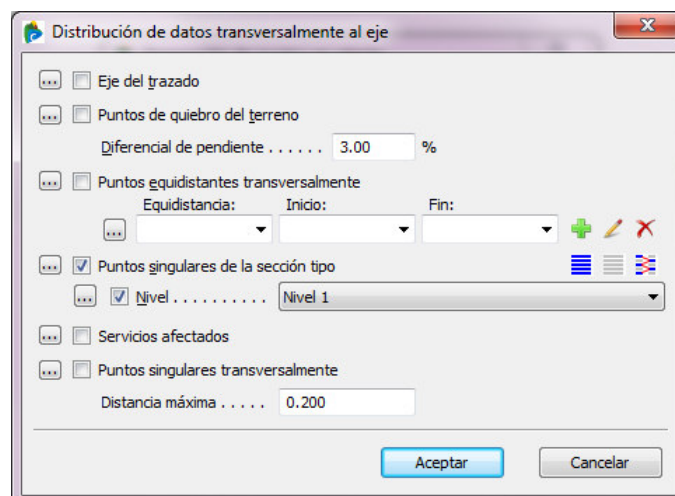 Distribución de datos transversalmente al eje
... Eje del trazado
... Puntos de quiebro del terreno
Diferencial de pendiente . . . . . . 3.00 %
... Puntos equidistantes transversalmente
Equidistancia: Inicio: Fin:
...
... Puntos singulares de la sección tipo
... Nivel . . . . . . . . . . Nivel 1
... Servicios afectados
... Puntos singulares transversalmente
Distancia máxima . . . . . 0.200
Aceptar Cancelar